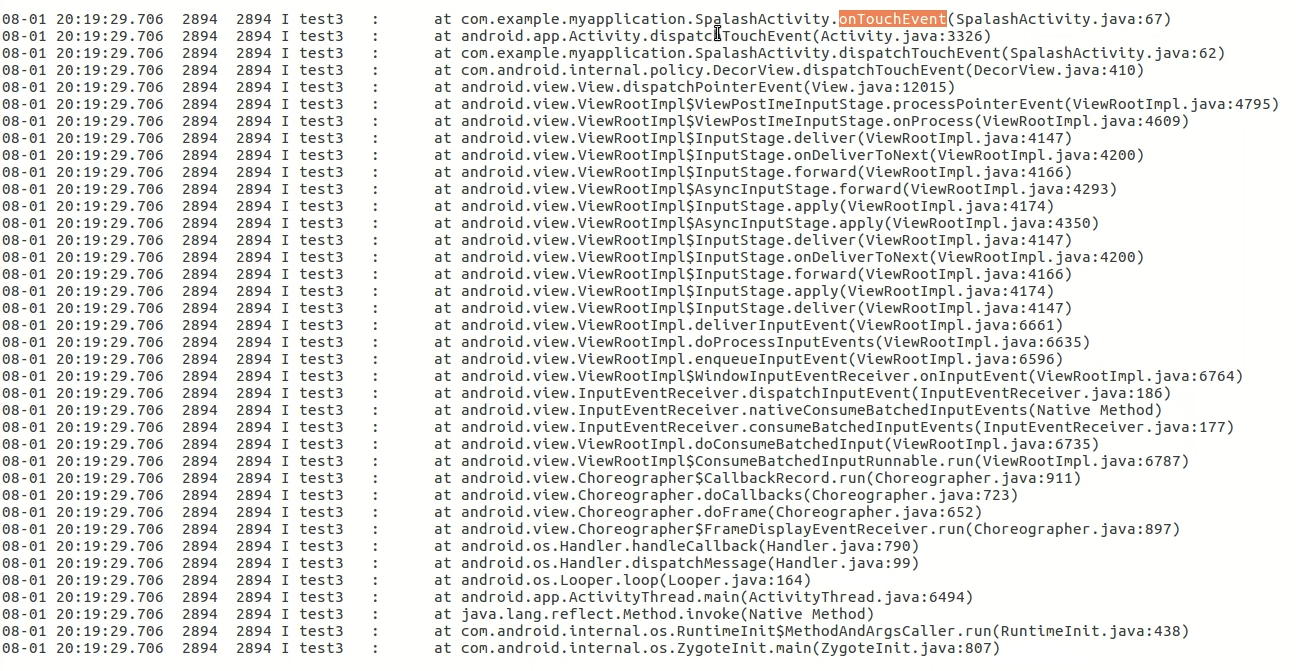 08-01 20:19:29.706  2894  2894 I test3   :      at com.example.myapplication.SpalashActivity.onTouchEvent(SpalashActivity.java:67)
08-01 20:19:29.706  2894  2894 I test3   :      at android.app.Activity.dispatchTouchEvent(Activity.java:3326)
08-01 20:19:29.706  2894  2894 I test3   :      at com.example.myapplication.SpalashActivity.dispatchTouchEvent(SpalashActivity.java:62)
08-01 20:19:29.706  2894  2894 I test3   :      at com.android.internal.policy.DecorView.dispatchTouchEvent(DecorView.java:410)
08-01 20:19:29.706  2894  2894 I test3   :      at android.view.View.dispatchPointerEvent(View.java:12015)
08-01 20:19:29.706  2894  2894 I test3   :      at android.view.ViewRootImpl$ViewPostImeInputStage.processPointerEvent(ViewRootImpl.java:4795)
08-01 20:19:29.706  2894  2894 I test3   :      at android.view.ViewRootImpl$ViewPostImeInputStage.onProcess(ViewRootImpl.java:4609)
08-01 20:19:29.706  2894  2894 I test3   :      at android.view.ViewRootImpl$InputStage.deliver(ViewRootImpl.java:4147)
08-01 20:19:29.706  2894  2894 I test3   :      at android.view.ViewRootImpl$InputStage.onDeliverToNext(ViewRootImpl.java:4200)
08-01 20:19:29.706  2894  2894 I test3   :      at android.view.ViewRootImpl$InputStage.forward(ViewRootImpl.java:4166)
08-01 20:19:29.706  2894  2894 I test3   :      at android.view.ViewRootImpl$AsyncInputStage.forward(ViewRootImpl.java:4293)
08-01 20:19:29.706  2894  2894 I test3   :      at android.view.ViewRootImpl$InputStage.apply(ViewRootImpl.java:4174)
08-01 20:19:29.706  2894  2894 I test3   :      at android.view.ViewRootImpl$AsyncInputStage.apply(ViewRootImpl.java:4350)
08-01 20:19:29.706  2894  2894 I test3   :      at android.view.ViewRootImpl$InputStage.deliver(ViewRootImpl.java:4147)
08-01 20:19:29.706  2894  2894 I test3   :      at android.view.ViewRootImpl$InputStage.onDeliverToNext(ViewRootImpl.java:4200)
08-01 20:19:29.706  2894  2894 I test3   :      at android.view.ViewRootImpl$InputStage.forward(ViewRootImpl.java:4166)
08-01 20:19:29.706  2894  2894 I test3   :      at android.view.ViewRootImpl$InputStage.apply(ViewRootImpl.java:4174)
08-01 20:19:29.706  2894  2894 I test3   :      at android.view.ViewRootImpl$InputStage.deliver(ViewRootImpl.java:4147)
08-01 20:19:29.706  2894  2894 I test3   :      at android.view.ViewRootImpl.deliverInputEvent(ViewRootImpl.java:6661)
08-01 20:19:29.706  2894  2894 I test3   :      at android.view.ViewRootImpl.doProcessInputEvents(ViewRootImpl.java:6635)
08-01 20:19:29.706  2894  2894 I test3   :      at android.view.ViewRootImpl.enqueueInputEvent(ViewRootImpl.java:6596)
08-01 20:19:29.706  2894  2894 I test3   :      at android.view.ViewRootImpl$WindowInputEventReceiver.onInputEvent(ViewRootImpl.java:6764)
08-01 20:19:29.706  2894  2894 I test3   :      at android.view.InputEventReceiver.dispatchInputEvent(InputEventReceiver.java:186)
08-01 20:19:29.706  2894  2894 I test3   :      at android.view.InputEventReceiver.nativeConsumeBatchedInputEvents(Native Method)
08-01 20:19:29.706  2894  2894 I test3   :      at android.view.InputEventReceiver.consumeBatchedInputEvents(InputEventReceiver.java:177)
08-01 20:19:29.706  2894  2894 I test3   :      at android.view.ViewRootImpl.doConsumeBatchedInput(ViewRootImpl.java:6735)
08-01 20:19:29.706  2894  2894 I test3   :      at android.view.ViewRootImpl$ConsumeBatchedInputRunnable.run(ViewRootImpl.java:6787)
08-01 20:19:29.706  2894  2894 I test3   :      at android.view.Choreographer$CallbackRecord.run(Choreographer.java:911)
08-01 20:19:29.706  2894  2894 I test3   :      at android.view.Choreographer.doCallbacks(Choreographer.java:723)
08-01 20:19:29.706  2894  2894 I test3   :      at android.view.Choreographer.doFrame(Choreographer.java:652)
08-01 20:19:29.706  2894  2894 I test3   :      at android.view.Choreographer$FrameDisplayEventReceiver.run(Choreographer.java:897)
08-01 20:19:29.706  2894  2894 I test3   :      at android.os.Handler.handleCallback(Handler.java:790)
08-01 20:19:29.706  2894  2894 I test3   :      at android.os.Handler.dispatchMessage(Handler.java:99)
08-01 20:19:29.706  2894  2894 I test3   :      at android.os.Looper.loop(Looper.java:164)
08-01 20:19:29.706  2894  2894 I test3   :      at android.app.ActivityThread.main(ActivityThread.java:6494)
08-01 20:19:29.706  2894  2894 I test3   :      at java.lang.reflect.Method.invoke(Native Method)
08-01 20:19:29.706  2894  2894 I test3   :      at com.android.internal.os.RuntimeInit$MethodAndArgsCaller.run(RuntimeInit.java:438)
08-01 20:19:29.706  2894  2894 I test3   :      at com.android.internal.os.ZygoteInit.main(ZygoteInit.java:807)